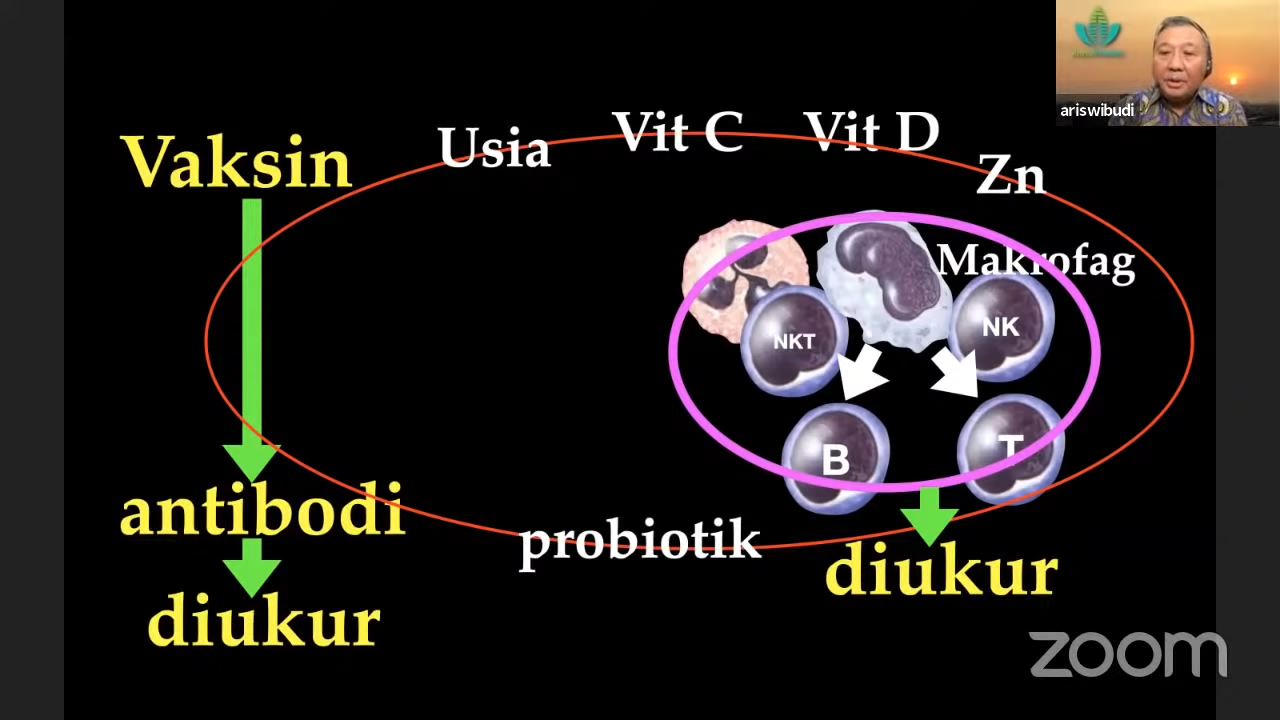 ariswibudi
Vaksin
Usia
Vit C
Vit D
Zn
Makrofag
NKT
NK
B
T
antibodi
probiotik
diukur
diukur
zoom